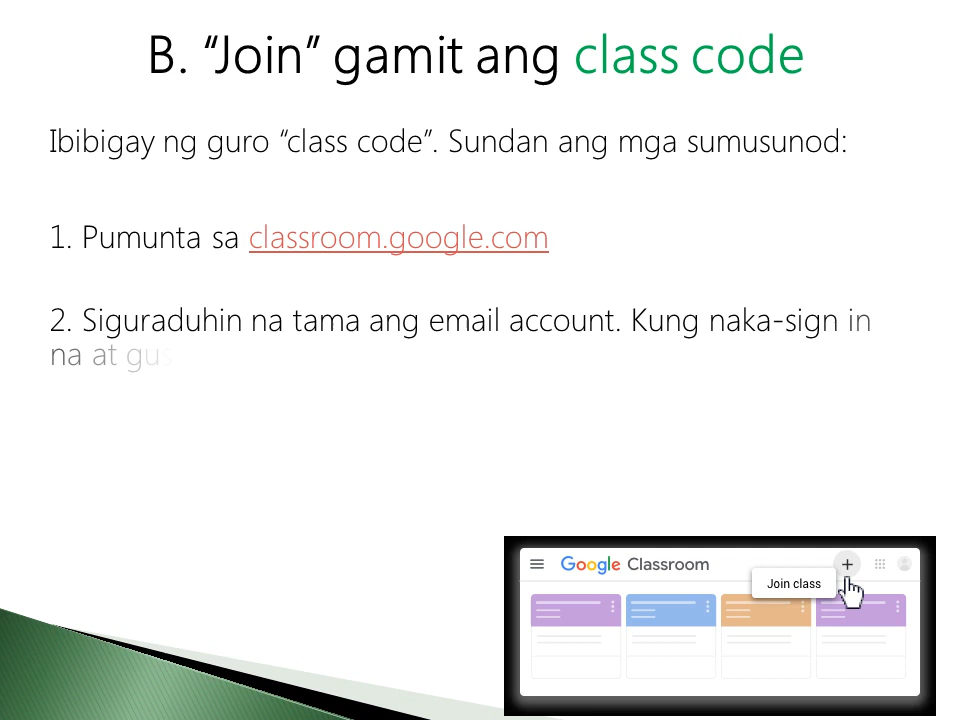 B. “Join” gamit ang class code
Ibibigay ng guro “class code”. Sundan ang mga sumusunod:
1. Pumunta sa classroom.google.com
2. Siguraduhin na tama ang email account. Kung naka-sign in
na at
Google Classroom
Join class